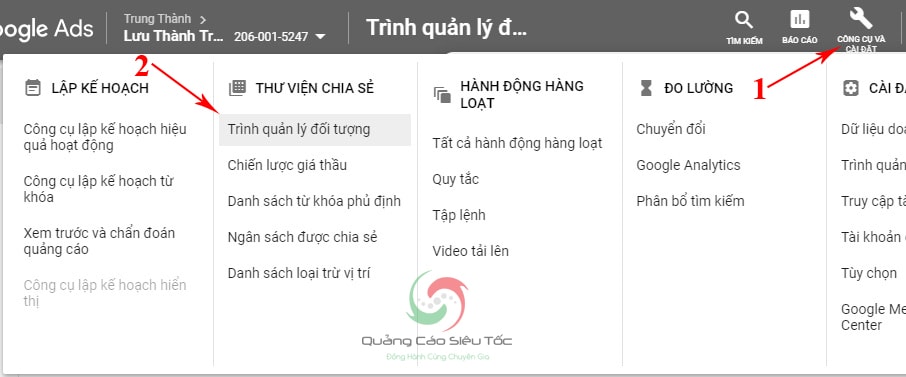 oogle Ads
Trung Thành
Lưu Thành Tr... 206-001-5247
Trình quản lý đ...
TÌM KIẾM
BÁO CÁO
CÔNG CỤ VÀ
CÀI ĐẶT
2
1
LẬP KẾ HOẠCH
Công cụ lập kế hoạch hiệu
quả hoạt động
Công cụ lập kế hoạch từ
khóa
Xem trước và chẩn đoán
quảng cáo
Công cụ lập kế hoạch hiển
thị
THƯ VIỆN CHIA SẺ
Trình quản lý đối tượng
Chiến lược giá thầu
Danh sách từ khóa phủ định
Ngân sách được chia sẻ
Danh sách loại trừ vị trí
HÀNH ĐỘNG HÀNG
LOẠT
Tất cả hành động hàng loạt
Quy tắc
Tập lệnh
Video tải lên
ĐO LƯỜNG
Chuyển đổi
Google Analytics
Phân bổ tìm kiếm
CÀI ĐẶ
Dữ liệu doa
Trình quản
Truy cập tà
Tài khoản
Tùy chọn
Google Me
Center
Quảng Cáo Siêu Tốc
Đồng Hành Cùng Chuyên Gia